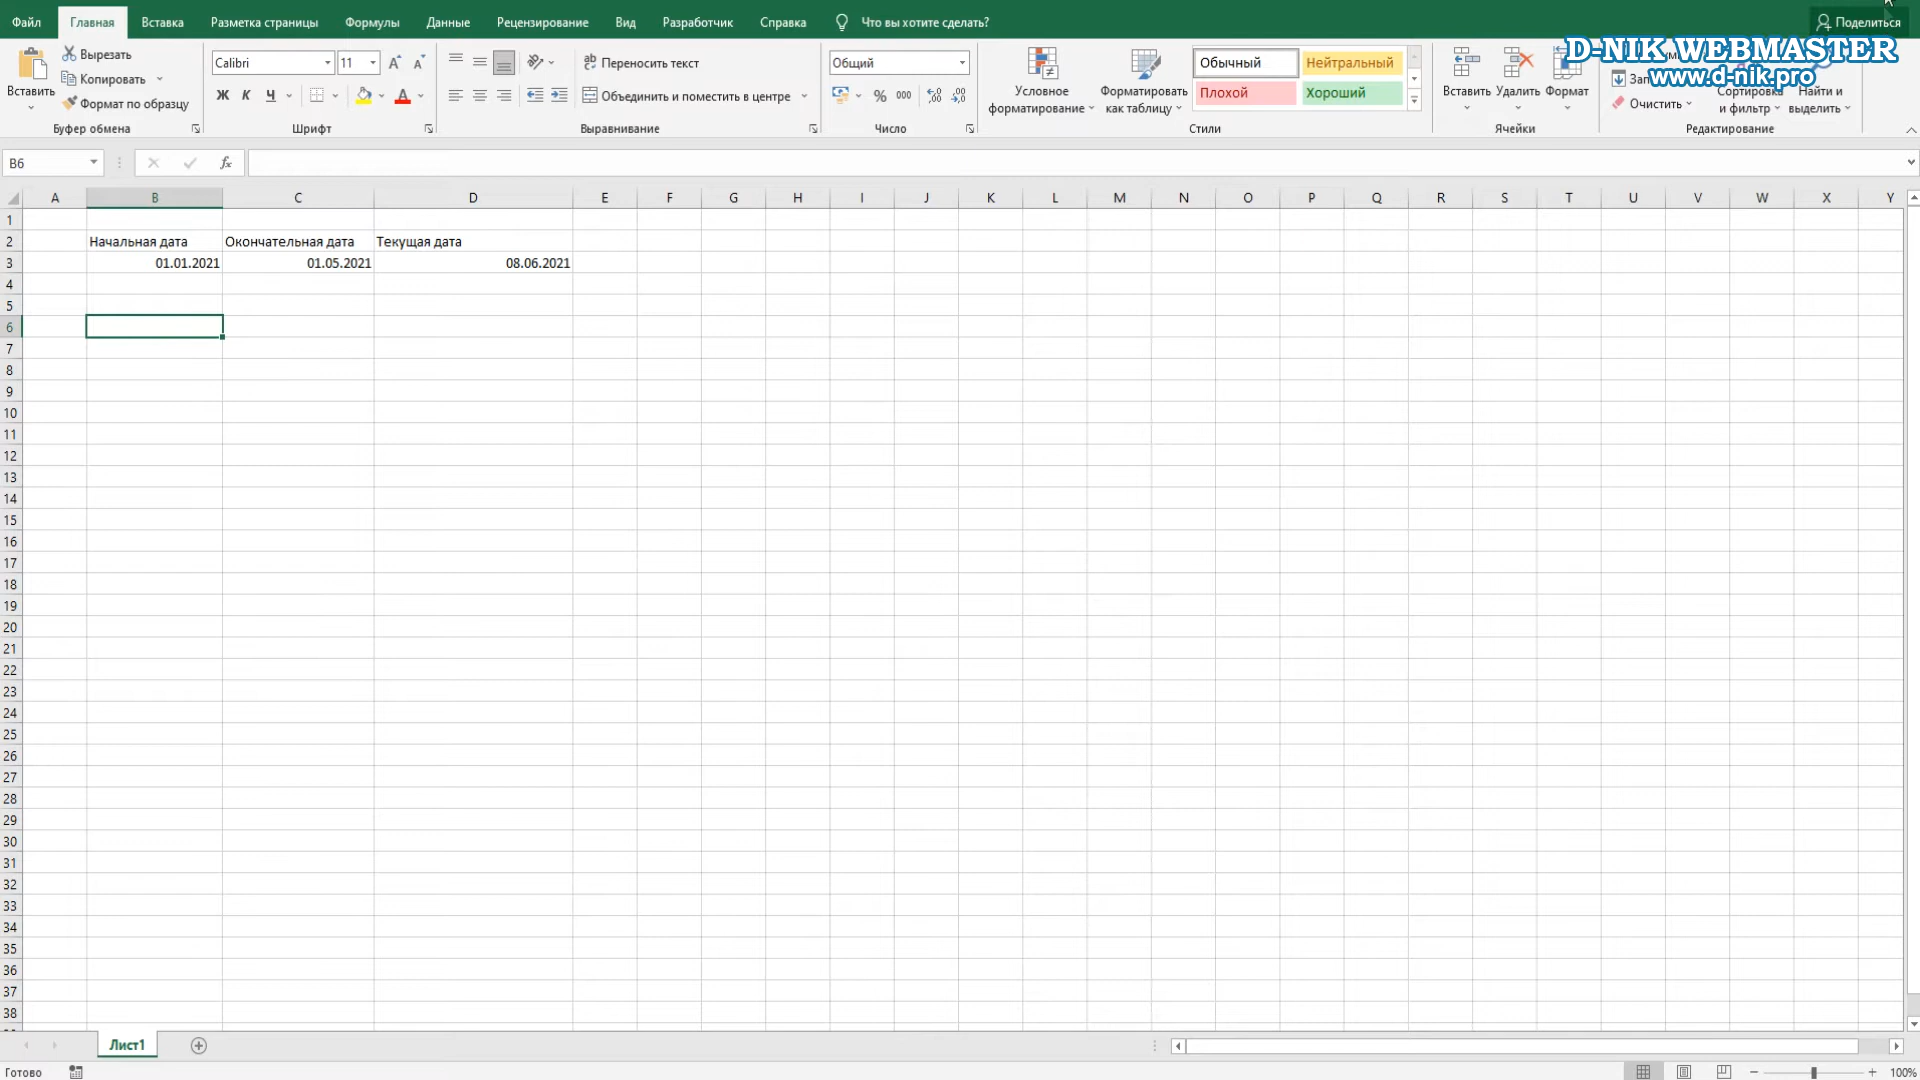 Файл Главная Вставка Разметка страницы Формулы Данные Рецензирование Вид Разработчик Справка Что вы хотите сделать? Поделиться
D-NIK WEBMASTER
www.d-nik.pro
Вставить
Вырезать
Копировать
Формат по образцу
Буфер обмена
Calibri 11
Ж К Ч
Шрифт
Переносить текст
Объединить и поместить в центре
Выравнивание
Общий
% 000
Число
Условное форматирование
Форматировать как таблицу
Обычный Нейтральный
Плохой Хороший
Стили
Вставить Удалить Формат
Ячейки
Очистить
Сортировка и фильтр
Найти и выделить
Редактирование
B6 fx
A B C D E F G H I J K L M N O P Q R S T U V W X Y
1
2 Начальная дата Окончательная дата Текущая дата
3 01.01.2021 01.05.2021 08.06.2021
4
5
6
7
8
9
10
11
12
13
14
15
16
17
18
19
20
21
22
23
24
25
26
27
28
29
30
31
32
33
34
35
36
37
38
Лист1
Готово 100%